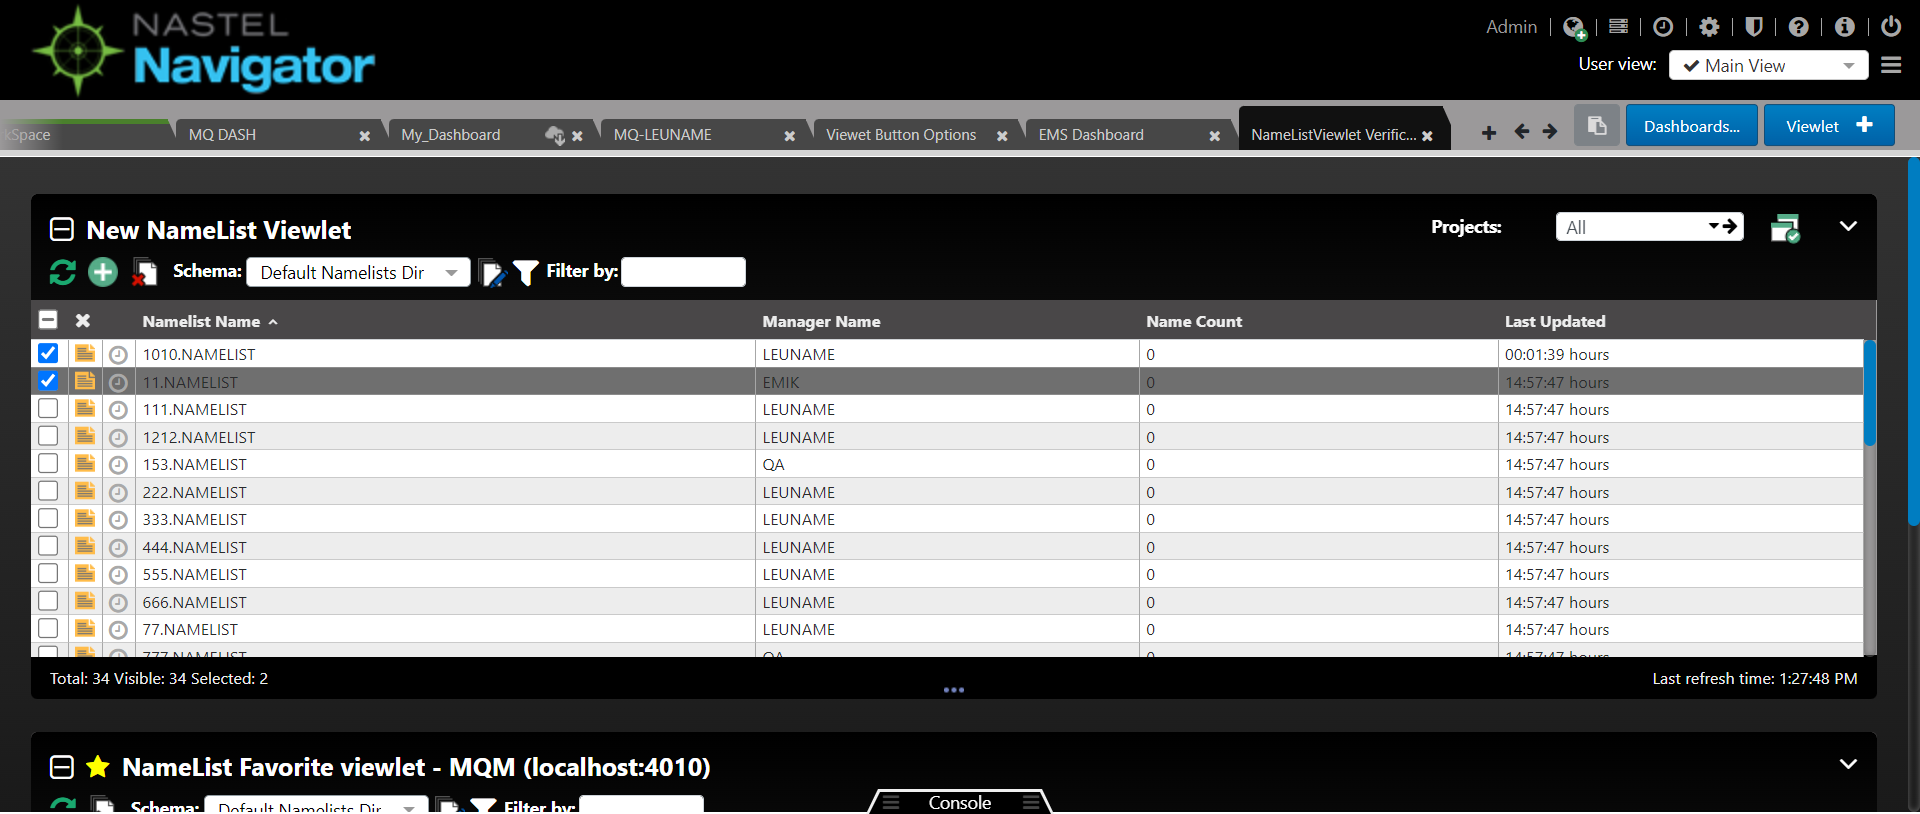 NASTEL
Navigator
Admin
User view: Main View
kSpace
MQ DASH
My_Dashboard
MQ-LEUNAME
Viewet Button Options
EMS Dashboard
NameListViewlet Verific...
Dashboards...
Viewlet
New NameList Viewlet
Projects: All
Schema: Default Namelists Dir Filter by:
Namelist Name Manager Name Name Count Last Updated
1010.NAMELIST LEUNAME 0 00:01:39 hours
11.NAMELIST EMIK 0 14:57:47 hours
111.NAMELIST LEUNAME 0 14:57:47 hours
1212.NAMELIST LEUNAME 0 14:57:47 hours
153.NAMELIST QA 0 14:57:47 hours
222.NAMELIST LEUNAME 0 14:57:47 hours
333.NAMELIST LEUNAME 0 14:57:47 hours
444.NAMELIST LEUNAME 0 14:57:47 hours
555.NAMELIST LEUNAME 0 14:57:47 hours
666.NAMELIST LEUNAME 0 14:57:47 hours
77.NAMELIST LEUNAME 0 14:57:47 hours
777.NAMELIST QA 0 14:57:47 hours
Total: 34 Visible: 34 Selected: 2
Last refresh time: 1:27:48 PM
NameList Favorite viewlet - MQM (localhost:4010)
Schema: Default Namelists Dir Filter by:
Console